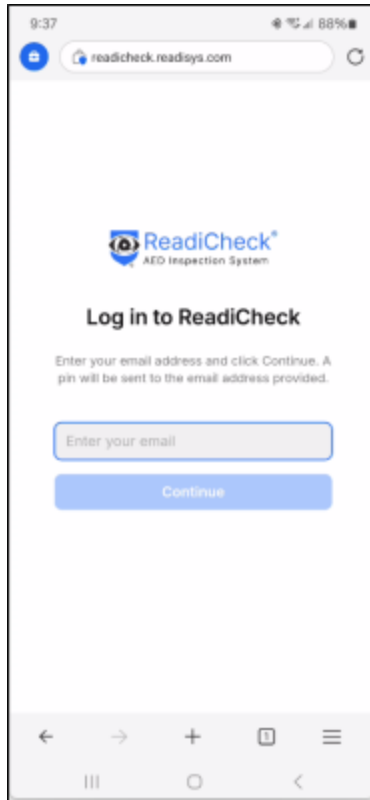 9:37
88%
readicheck.readisys.com
ReadiCheck®
AED Inspection System
Log in to ReadiCheck
Enter your email address and click Continue. A
pin will be sent to the email address provided.
Enter your email
Continue
1